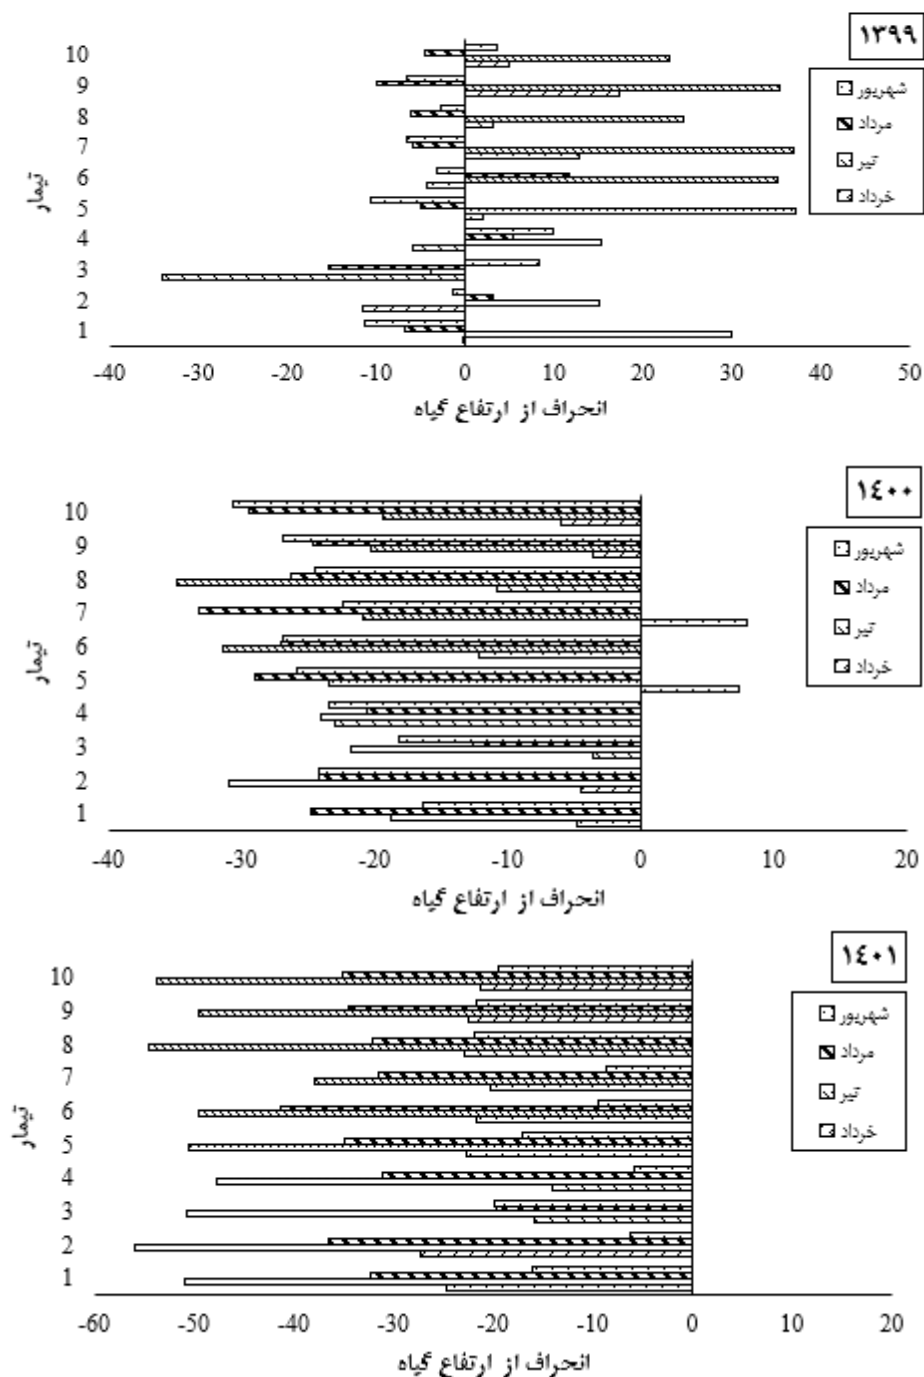 ۱۳۹۹
شهریور
مرداد
تیر
خرداد
تیمار
10
9
8
7
6
5
4
3
2
1
-40 -30 -20 -10 0 10 20 30 40 50
انحراف از ارتفاع گیاه
۱۴۰۰
شهریور
مرداد
تیر
خرداد
تیمار
10
9
8
7
6
5
4
3
2
1
-40 -30 -20 -10 0 10 20
انحراف از ارتفاع گیاه
۱۴۰۱
شهریور
مرداد
تیر
خرداد
تیمار
10
9
8
7
6
5
4
3
2
1
-60 -50 -40 -30 -20 -10 0 10 20
انحراف از ارتفاع گیاه